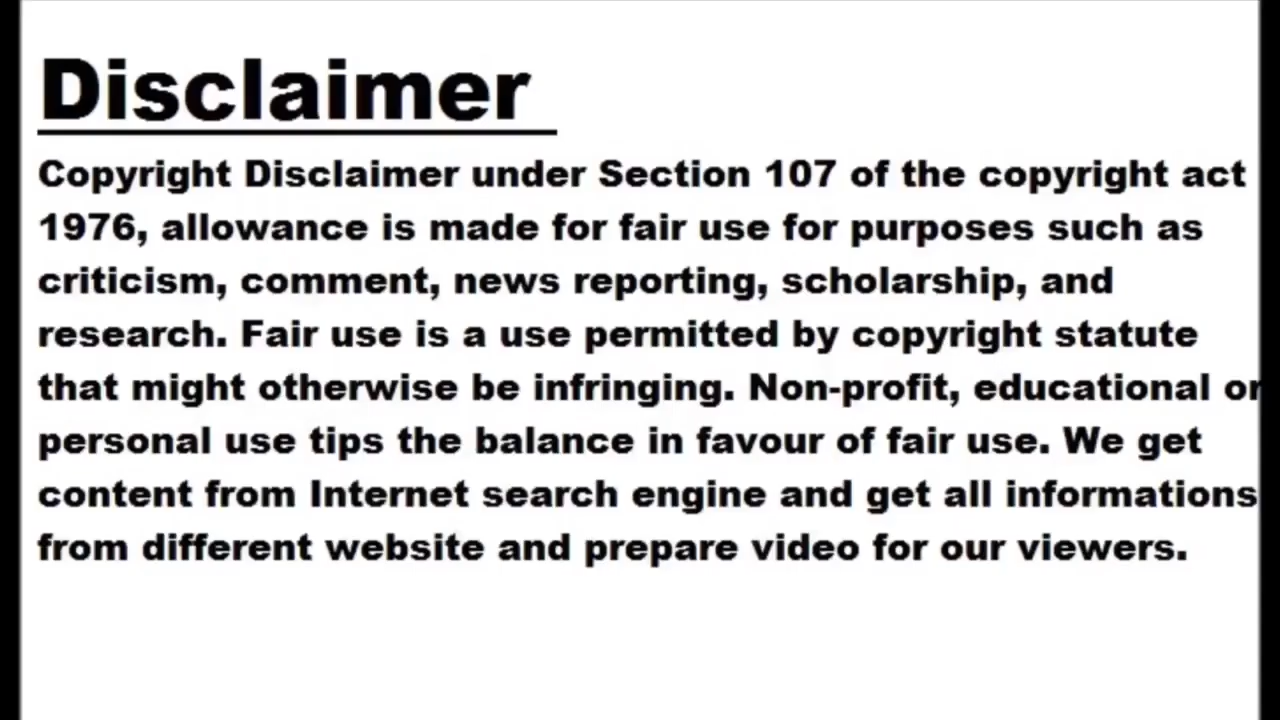 Disclaimer
Copyright Disclaimer under Section 107 of the copyright act
1976, allowance is made for fair use for purposes such as
criticism, comment, news reporting, scholarship, and
research. Fair use is a use permitted by copyright statute
that might otherwise be infringing. Non-profit, educational or
personal use tips the balance in favour of fair use. We get
content from Internet search engine and get all informations
from different website and prepare video for our viewers.